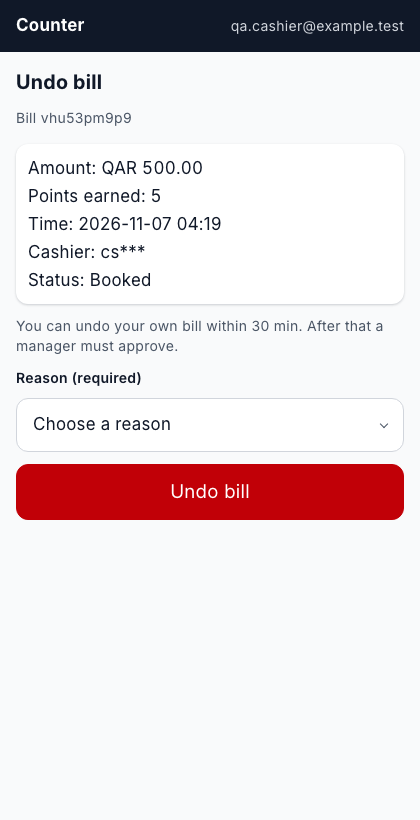 Counter
qa.cashier@example.test
Undo bill
Bill vhu53pm9p9
Amount: QAR 500.00
Points earned: 5
Time: 2026-11-07 04:19
Cashier: cs***
Status: Booked
You can undo your own bill within 30 min. After that a
manager must approve.
Reason (required)
Choose a reason
Undo bill